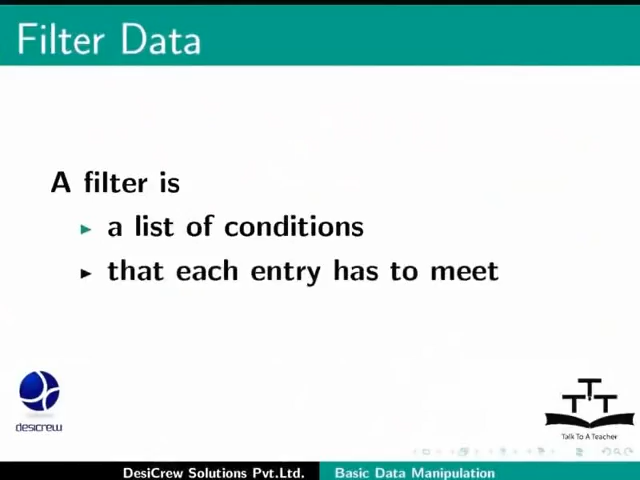 Filter Data
A filter is
a list of conditions
that each entry has to meet
desicrew
TTT
Talk To A Teacher
DesiCrew Solutions Pvt.Ltd.
Basic Data Manipulation